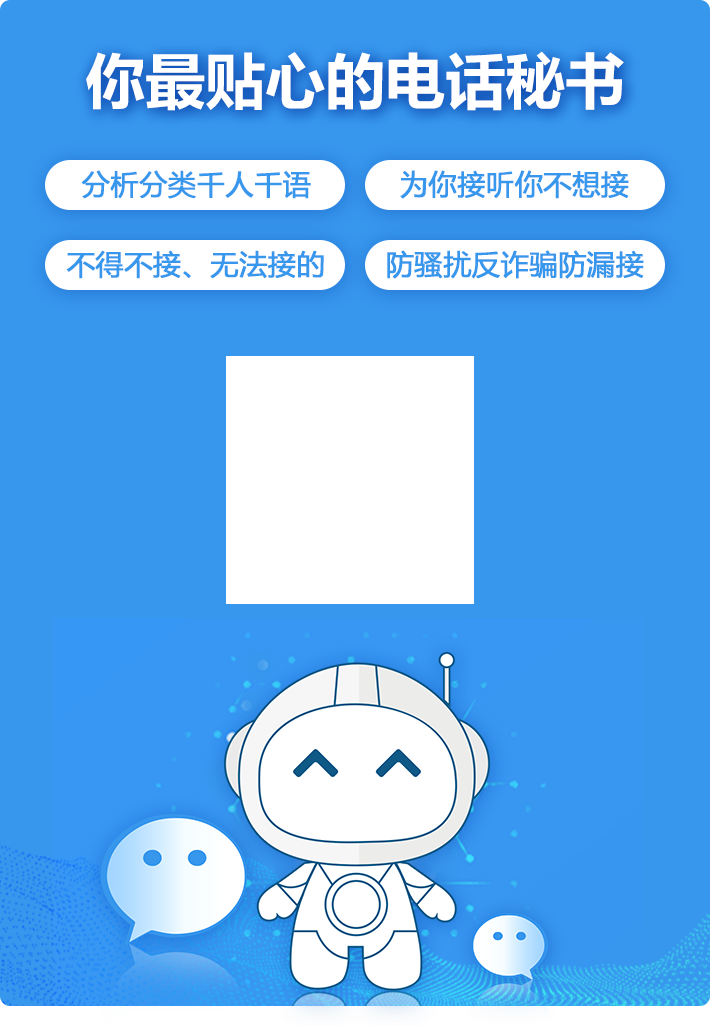 你最贴心的电话秘书
分析分类千人千语
为你接听你不想接
不得不接、无法接的
防骚扰反诈骗防漏接